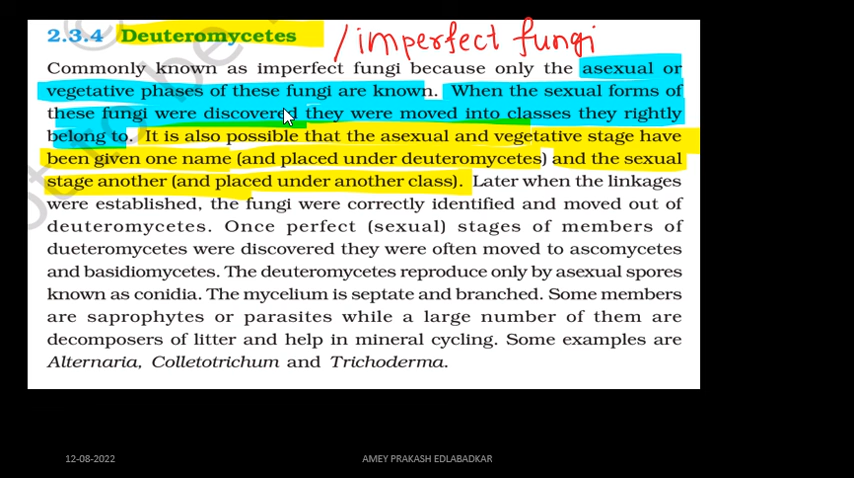 2.3.4 Deuteromycetes /imperfect fungi
Commonly known as imperfect fungi because only the asexual or
vegetative phases of these fungi are known. When the sexual forms of
these fungi were discovered they were moved into classes they rightly
belong to. It is also possible that the asexual and vegetative stage have
been given one name (and placed under deuteromycetes) and the sexual
stage another (and placed under another class). Later when the linkages
were established, the fungi were correctly identified and moved out of
deuteromycetes. Once perfect (sexual) stages of members of
dueteromycetes were discovered they were often moved to ascomycetes
and basidiomycetes. The deuteromycetes reproduce only by asexual spores
known as conidia. The mycelium is septate and branched. Some members
are saprophytes or parasites while a large number of them are
decomposers of litter and help in mineral cycling. Some examples are
Alternaria, Colletotrichum and Trichoderma.
12-08-2022
AMEY PRAKASH EDLABADKAR